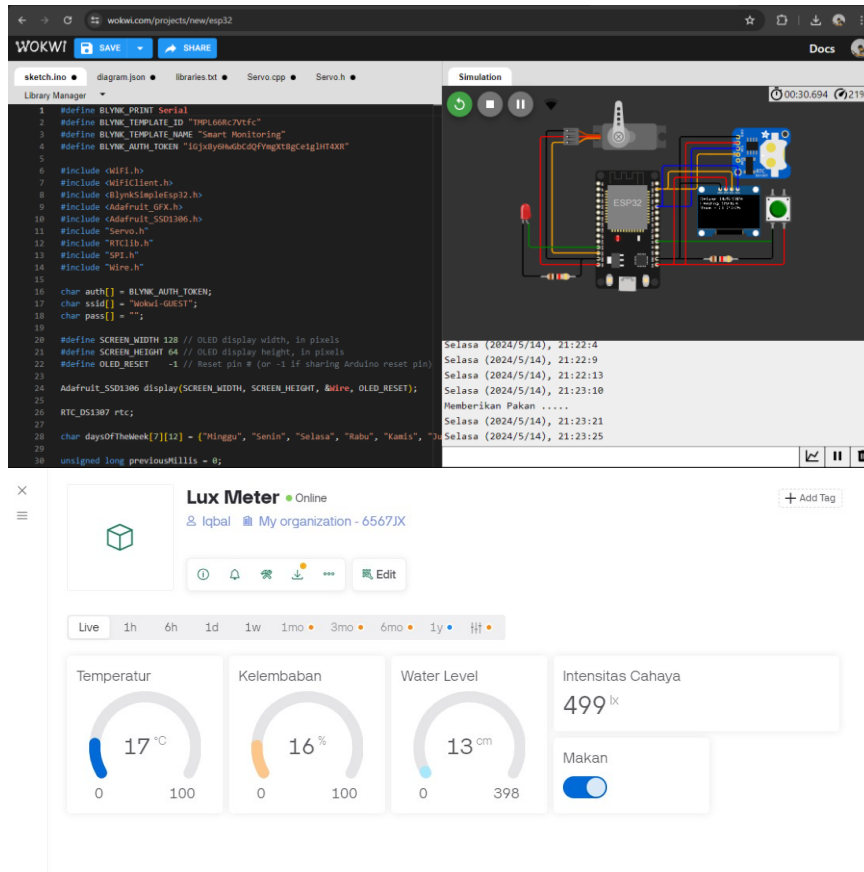 wokwi.com/projects/new/esp32
WOKWI SAVE SHARE Docs
sketch.ino ● diagram.json ● libraries.txt ● Servo.cpp ● Servo.h ●
Library Manager
1 #define BLYNK_PRINT Serial
2 #define BLYNK_TEMPLATE_ID "TMPL66Rc7Vtfc"
3 #define BLYNK_TEMPLATE_NAME "Smart Monitoring"
4 #define BLYNK_AUTH_TOKEN "iGjxBy6HwGbCdQfYmgXtBgCe1glHT4XR"
5
6 #include <WiFi.h>
7 #include <WiFiClient.h>
8 #include <BlynkSimpleEsp32.h>
9 #include <Adafruit_GFX.h>
10 #include <Adafruit_SSD1306.h>
11 #include "Servo.h"
12 #include "RTClib.h"
13 #include "SPI.h"
14 #include "Wire.h"
15
16 char auth[] = BLYNK_AUTH_TOKEN;
17 char ssid[] = "Wokwi-GUEST";
18 char pass[] = "";
19
20 #define SCREEN_WIDTH 128 // OLED display width, in pixels
21 #define SCREEN_HEIGHT 64 // OLED display height, in pixels
22 #define OLED_RESET -1 // Reset pin # (or -1 if sharing Arduino reset pin)
23
24 Adafruit_SSD1306 display(SCREEN_WIDTH, SCREEN_HEIGHT, &Wire, OLED_RESET);
25
26 RTC_DS1307 rtc;
27
28 char daysOfTheWeek[7][12] = {"Minggu", "Senin", "Selasa", "Rabu", "Kamis", "Ju
29
30 unsigned long previousMillis = 0;
Simulation
00:30.694 219
ESP32
Selasa (2024/5/14), 21:22:4
Selasa (2024/5/14), 21:22:9
Selasa (2024/5/14), 21:22:13
Selasa (2024/5/14), 21:23:10
Memberikan Pakan .....
Selasa (2024/5/14), 21:23:21
Selasa (2024/5/14), 21:23:25
Lux Meter ● Online
Iqbal My organization - 6567JX
+ Add Tag
Edit
Live 1h 6h 1d 1w 1mo 3mo 6mo 1y
Temperatur
17 °C
0 100
Kelembaban
16 %
0 100
Water Level
13 cm
0 398
Intensitas Cahaya
499 lx
Makan